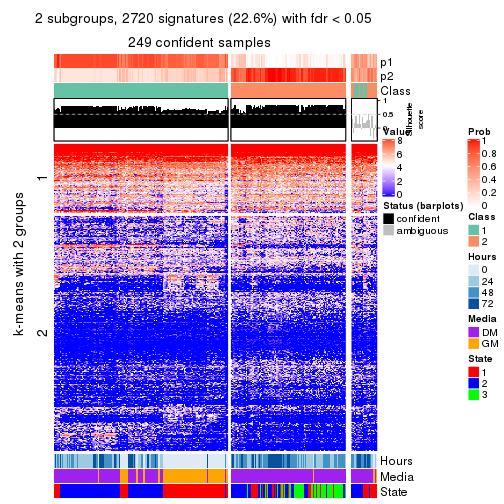 2 subgroups, 2720 signatures (22.6%) with fdr < 0.05
249 confident samples
p1
p2
Class
1
0.5
0
Silhouette
score
k-means with 2 groups
1
2
Hours
Media
State
Value
8
6
4
2
0
Status (barplots)
confident
ambiguous
Prob
1
0.8
0.6
0.4
0.2
0
Class
1
2
Hours
0
24
48
72
Media
DM
GM
State
1
2
3